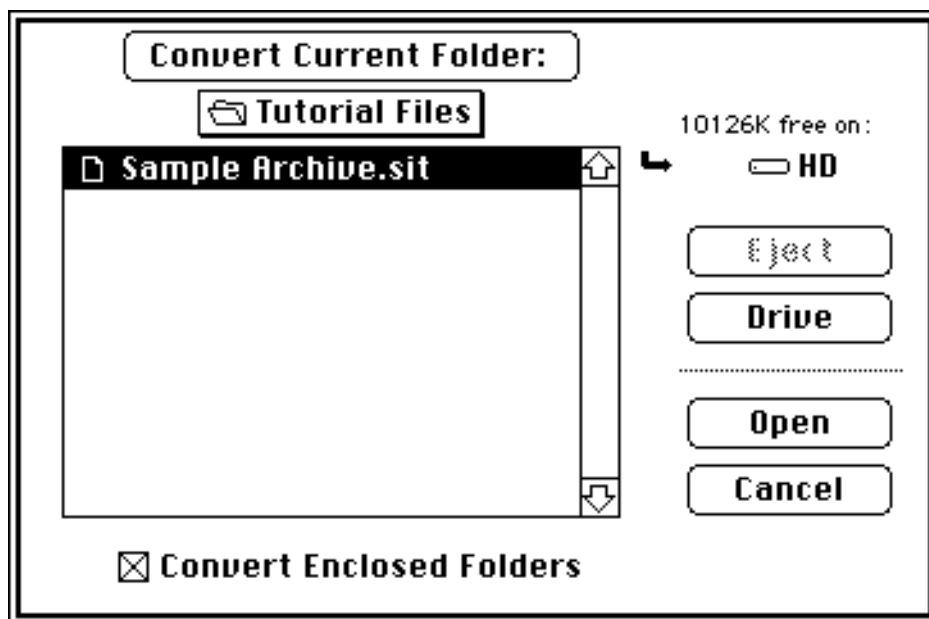 Convert Current Folder:
Tutorial Files
Sample Archive.sit
10126K free on:
HD
Eject
Drive
Open
Cancel
Convert Enclosed Folders